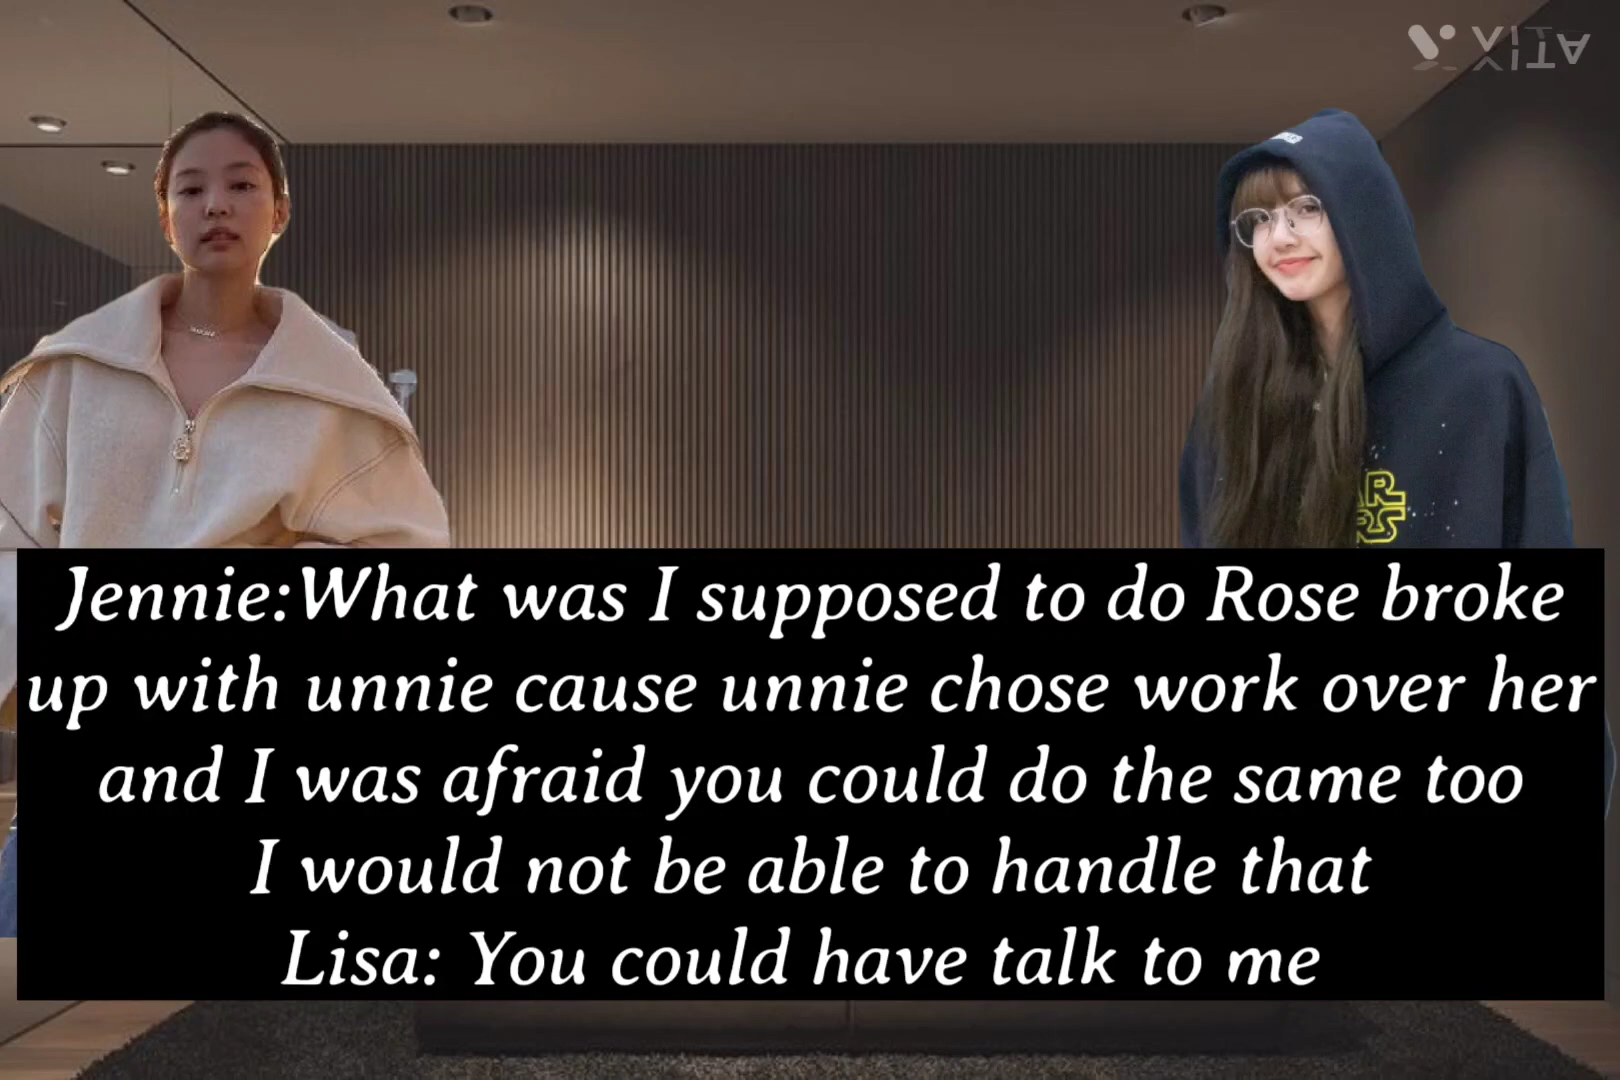 VITA
Jennie:What was I supposed to do Rose broke
up with unnie cause unnie chose work over her
and I was afraid you could do the same too
I would not be able to handle that
Lisa: You could have talk to me